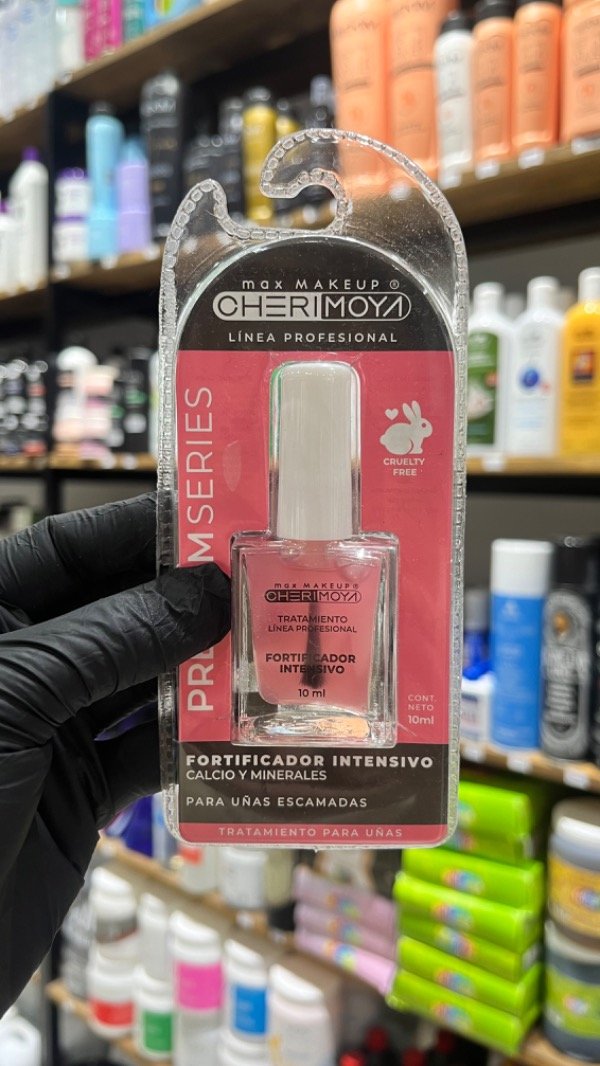 max MAKEUP ®
CHERIMOYA
LÍNEA PROFESIONAL
CRUELTY
FREE
SERIES
max MAKEUP®
CHERIMOYA
TRATAMIENTO
LÍNEA PROFESIONAL
FORTIFICADOR
INTENSIVO
10 ml
CONT.
NETO
10ml
FORTIFICADOR INTENSIVO
CALCIO Y MINERALES
PARA UÑAS ESCAMADAS
TRATAMIENTO PARA UÑAS